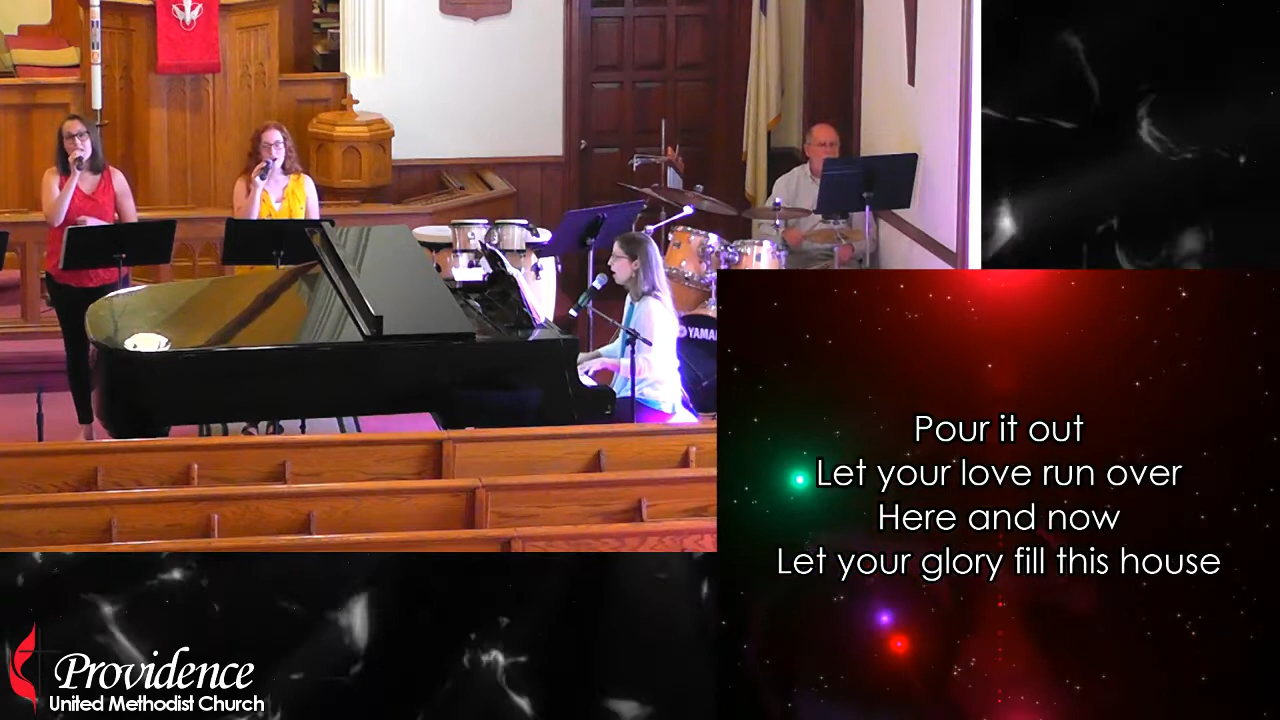 YAMA
Pour it out
Let your love run over
Here and now
Let your glory fill this house
Providence
United Methodist Church